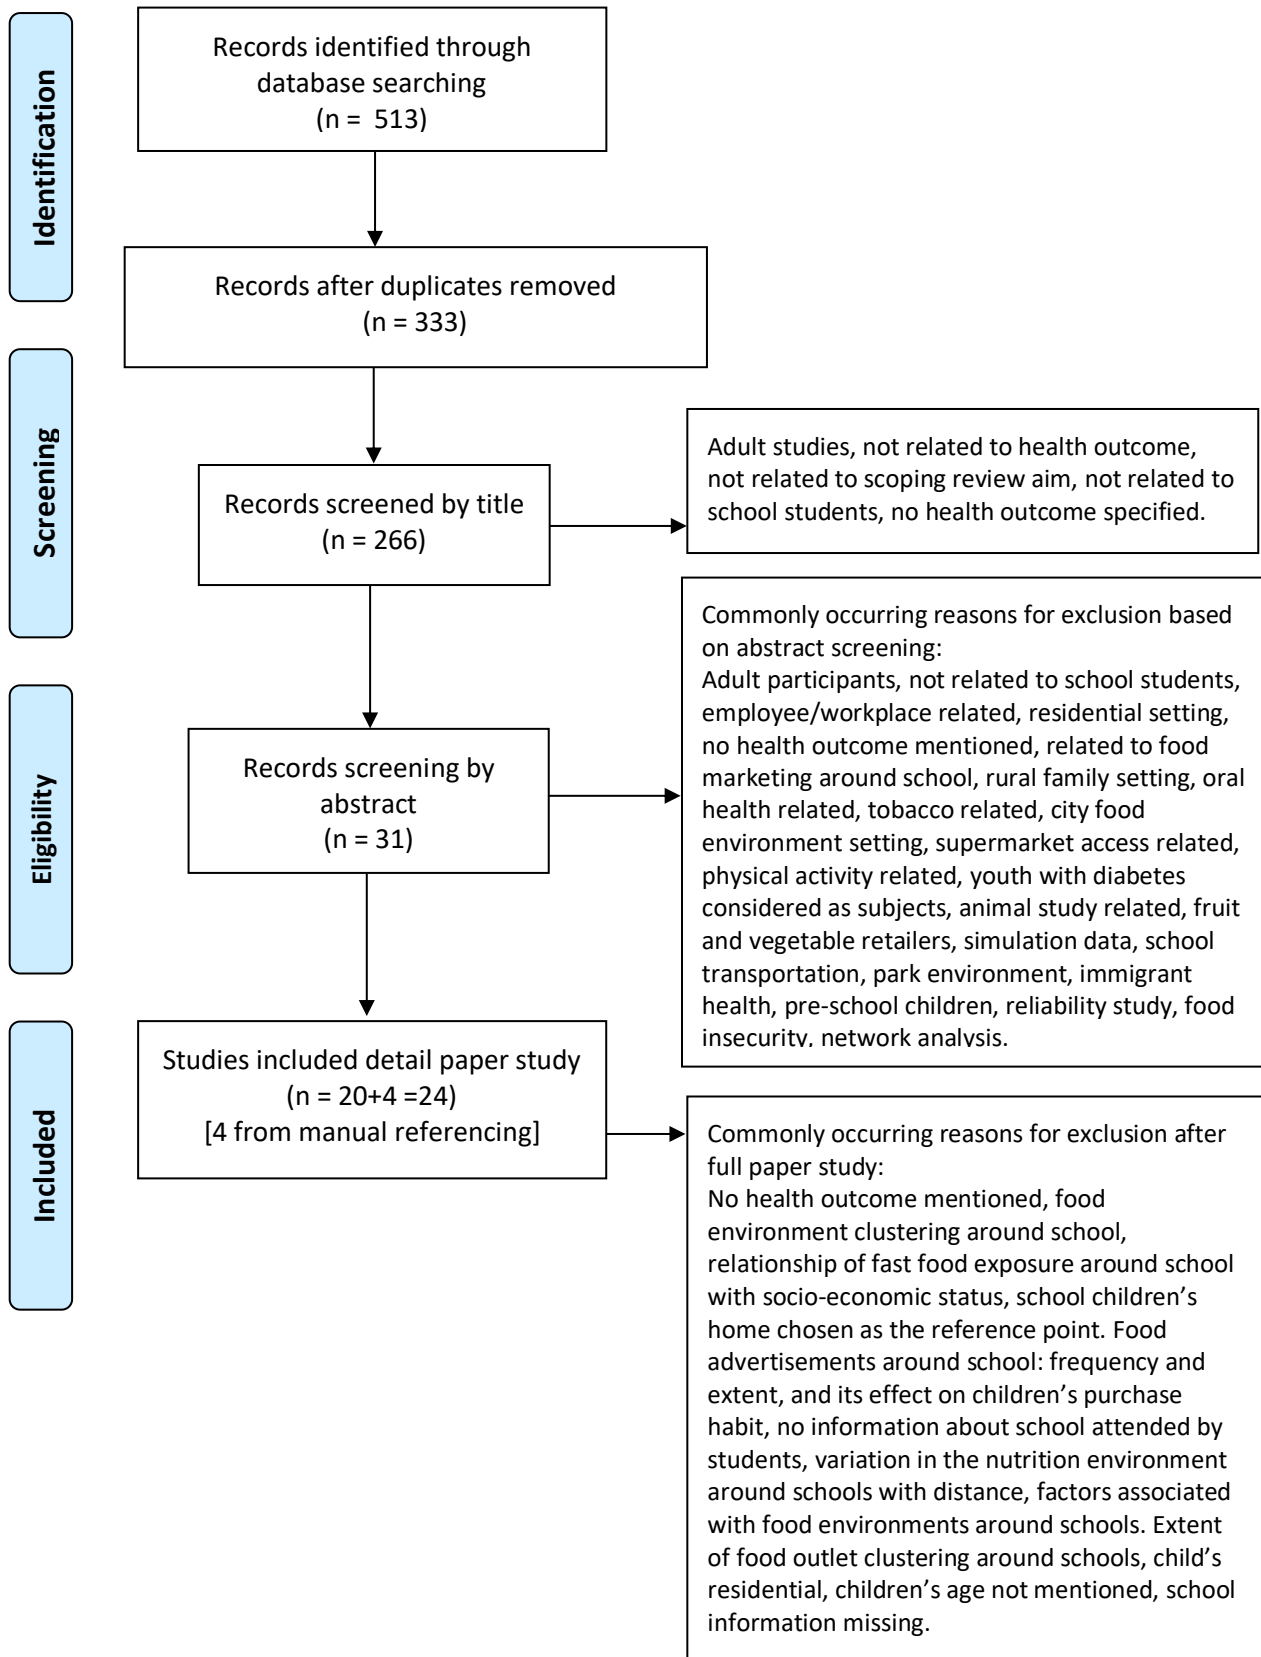 Identification
Records identified through
database searching
(n =  513)
Records after duplicates removed
(n = 333)
Screening
Records screened by title
(n = 266)
Adult studies, not related to health outcome,
not related to scoping review aim, not related to
school students, no health outcome specified.
Eligibility
Records screening by
abstract
(n = 31)
Commonly occurring reasons for exclusion based
on abstract screening:
Adult participants, not related to school students,
employee/workplace related, residential setting,
no health outcome mentioned, related to food
marketing around school, rural family setting, oral
health related, tobacco related, city food
environment setting, supermarket access related,
physical activity related, youth with diabetes
considered as subjects, animal study related, fruit
and vegetable retailers, simulation data, school
transportation, park environment, immigrant
health, pre-school children, reliability study, food
insecurity, network analysis.
Included
Studies included detail paper study
(n = 20+4 =24)
[4 from manual referencing]
Commonly occurring reasons for exclusion after
full paper study:
No health outcome mentioned, food
environment clustering around school,
relationship of fast food exposure around school
with socio-economic status, school children’s
home chosen as the reference point. Food
advertisements around school: frequency and
extent, and its effect on children’s purchase
habit, no information about school attended by
students, variation in the nutrition environment
around schools with distance, factors associated
with food environments around schools. Extent
of food outlet clustering around schools, child’s
residential, children’s age not mentioned, school
information missing.